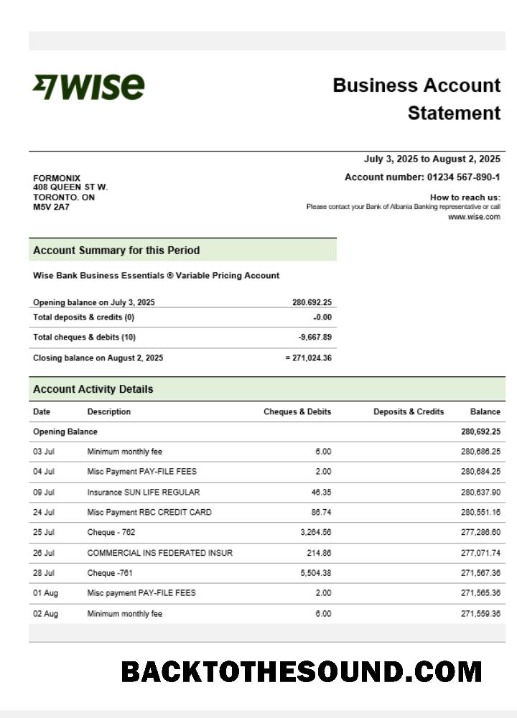 WISE
Business Account
Statement
July 3, 2025 to August 2, 2025
Account number: 01234 567-890-1
FORMONIX
408 QUEEN ST W.
TORONTO. ON
M5V 2A7
How to reach us:
Please contact your Bank of Albania Banking representative or call
www.wise.com
Account Summary for this Period
Wise Bank Business Essentials ® Variable Pricing Account
Opening balance on July 3, 2025 280.692.25
Total deposits & credits (0) -0.00
Total cheques & debits (10) -9,667.89
Closing balance on August 2, 2025 = 271,024.36
Account Activity Details
Date Description Cheques & Debits Deposits & Credits Balance
Opening Balance 280,692.25
03 Jul Minimum monthly fee 6.00 280,686.25
04 Jul Misc Payment PAY-FILE FEES 2.00 280,684.25
09 Jul Insurance SUN LIFE REGULAR 46.35 280,637.90
24 Jul Misc Payment RBC CREDIT CARD 86.74 280,551.16
25 Jul Cheque - 762 3,264.56 277,286.60
26 Jul COMMERCIAL INS FEDERATED INSUR 214.86 277,071.74
28 Jul Cheque -761 5,504.38 271,567.36
01 Aug Misc payment PAY-FILE FEES 2.00 271,565.36
02 Aug Minimum monthly fee 6.00 271,559.36
BACKTOTHESOUND.COM